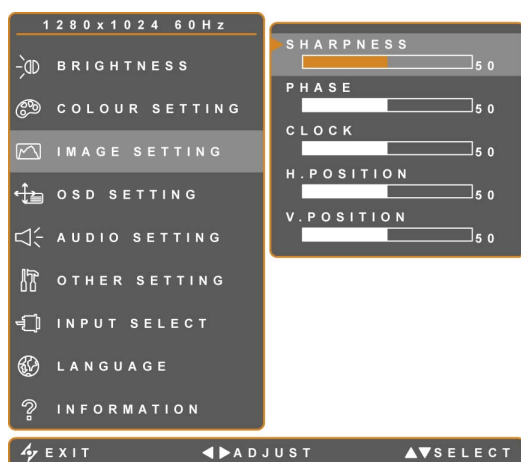 1280x1024 60Hz
BRIGHTNESS
COLOUR SETTING
IMAGE SETTING
OSD SETTING
AUDIO SETTING
OTHER SETTING
INPUT SELECT
LANGUAGE
INFORMATION
SHARPNESS
50
PHASE
50
CLOCK
50
H.POSITION
50
V.POSITION
50
EXIT ADJUST SELECT